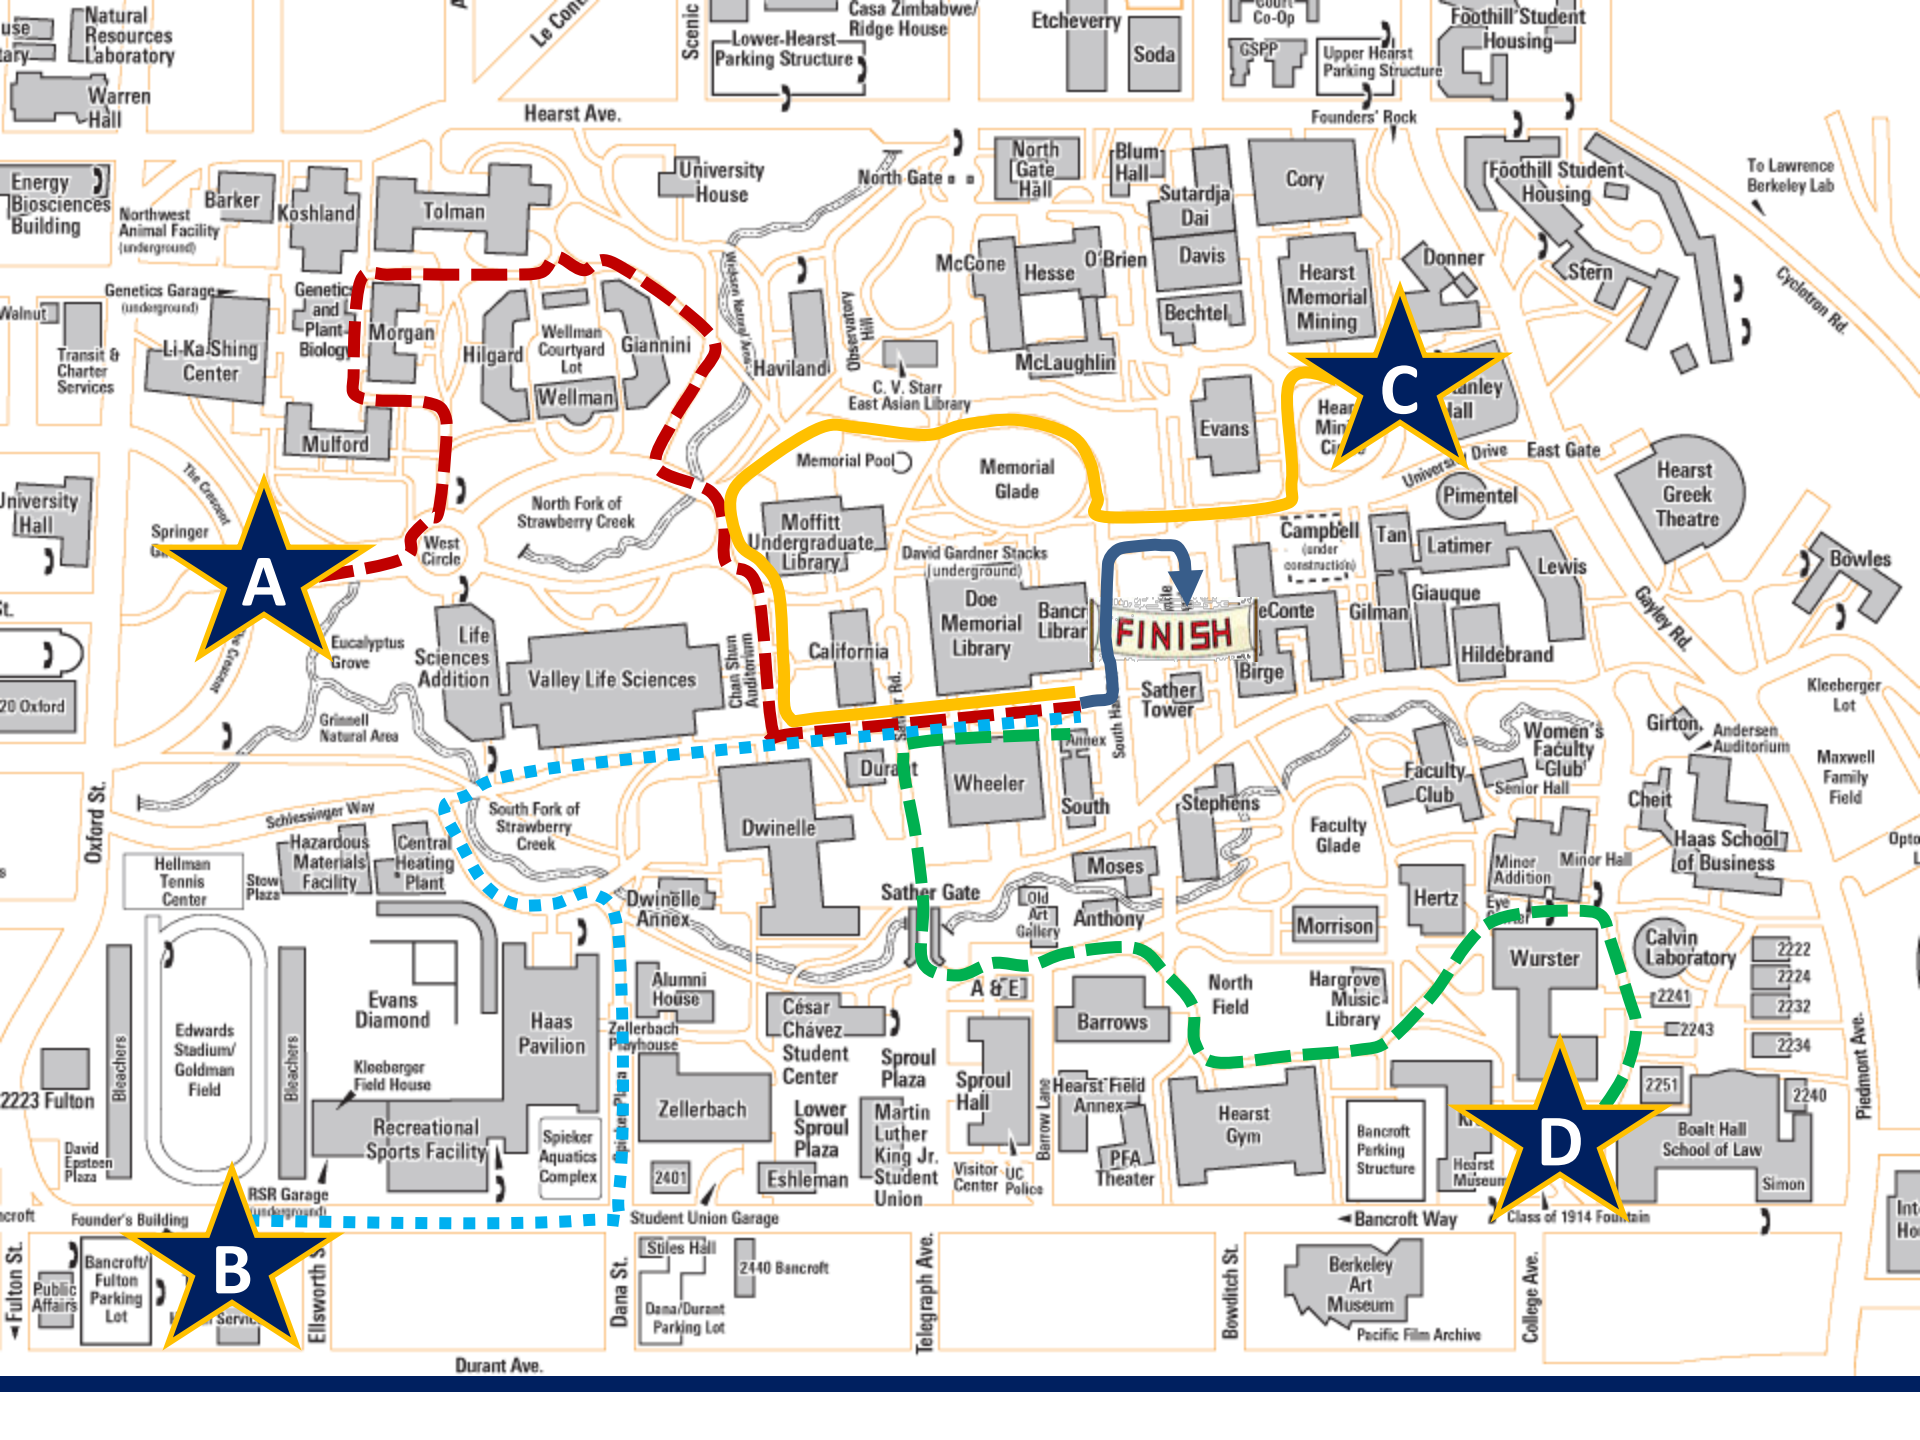 Natural
Resources
Laboratory
Warren
Hall
Le Cont
Scenic
Lower Hearst
Parking Structure
Casa Zimbabwe/
Ridge House
Etcheverry
Soda
Court
Co-Op
GSPP
Upper Hearst
Parking Structure
Foothill Student
Housing
Hearst Ave.
Founders' Rock
Energy
Biosciences
Building
Barker
Northwest
Animal Facility
(underground)
Koshland
Tolman
University
House
North Gate
North
Gate
Hall
Blum
Hall
Sutardja
Dai
Cory
Foothill Student
Housing
To Lawrence
Berkeley Lab
Davis
McCone
Hesse
O'Brien
Bechtel
McLaughlin
Hearst
Memorial
Mining
Donner
Stern
Cyclotron Rd.
Genetics Garage
(underground)
Genetics
and
Plant
Biology
Morgan
Hilgard
Wellman
Courtyard
Lot
Wellman
Giannini
Wickson Natural Area
Haviland
Observatory
Hill
C. V. Starr
East Asian Library
Walnut
Transit &
Charter
Services
Li Ka Shing
Center
Mulford
Evans
C
Stanley
Hall
Memorial Pool
Memorial
Glade
University Drive
East Gate
Pimentel
Hearst
Greek
Theatre
University
Hall
The Crescent
Springer
A
West
Circle
North Fork of
Strawberry Creek
Moffitt
Undergraduate
Library
David Gardner Stacks
(underground)
Doe
Memorial
Library
Campbell
(under
construction)
Tan
Latimer
Lewis
Bowles
Giauque
Gilman
Hildebrand
Gayley Rd.
FINISH
LeConte
Birge
Eucalyptus
Grove
Life
Sciences
Addition
Valley Life Sciences
Chan Shun
Auditorium
California
Sather
Tower
Grinnell
Natural Area
Kleeberger
Lot
Girton
Andersen
Auditorium
Women's
Faculty
Club
Senior Hall
Maxwell
Family
Field
Faculty
Club
Cheit
Haas School
of Business
Oxford St.
Schlessinger Way
South Fork of
Strawberry
Creek
Dwinelle
Durant
Wheeler
Annex
South
Stephens
Faculty
Glade
Minor
Addition
Minor Hall
Hellman
Tennis
Center
Stow
Plaza
Hazardous
Materials
Facility
Central
Heating
Plant
Moses
Sather Gate
Dwinelle
Annex
Old
Art
Gallery
Anthony
Hertz
Morrison
Wurster
Calvin
Laboratory
2222
2224
2232
2234
2241
2243
2251
2240
Bleachers
Edwards
Stadium/
Goldman
Field
Bleachers
Evans
Diamond
Haas
Pavilion
Alumni
House
Zellerbach
Playhouse
César
Chávez
Student
Center
A & E
Barrows
North
Field
Hargrove
Music
Library
2223 Fulton
Kleeberger
Field House
Recreational
Sports Facility
Spieker
Aquatics
Complex
Zellerbach
Lower
Sproul
Plaza
Sproul
Plaza
Martin
Luther
King Jr.
Student
Union
Sproul
Hall
Barrow Lane
Hearst Field
Annex
PFA
Theater
Hearst
Gym
Bancroft
Parking
Structure
Hearst
Museum
D
Boalt Hall
School of Law
Simon
Piedmont Ave.
David
Epsteen
Plaza
RSR Garage
(underground)
2401
Eshleman
Visitor
Center
UC
Police
Founder's Building
Student Union Garage
Bancroft Way
Class of 1914 Fountain
Fulton St.
Public
Affairs
Bancroft/
Fulton
Parking
Lot
B
Ellsworth S
Dana St.
Stiles Hall
2440 Bancroft
Dana/Durant
Parking Lot
Telegraph Ave.
Bowditch St.
Berkeley
Art
Museum
Pacific Film Archive
College Ave.
Durant Ave.